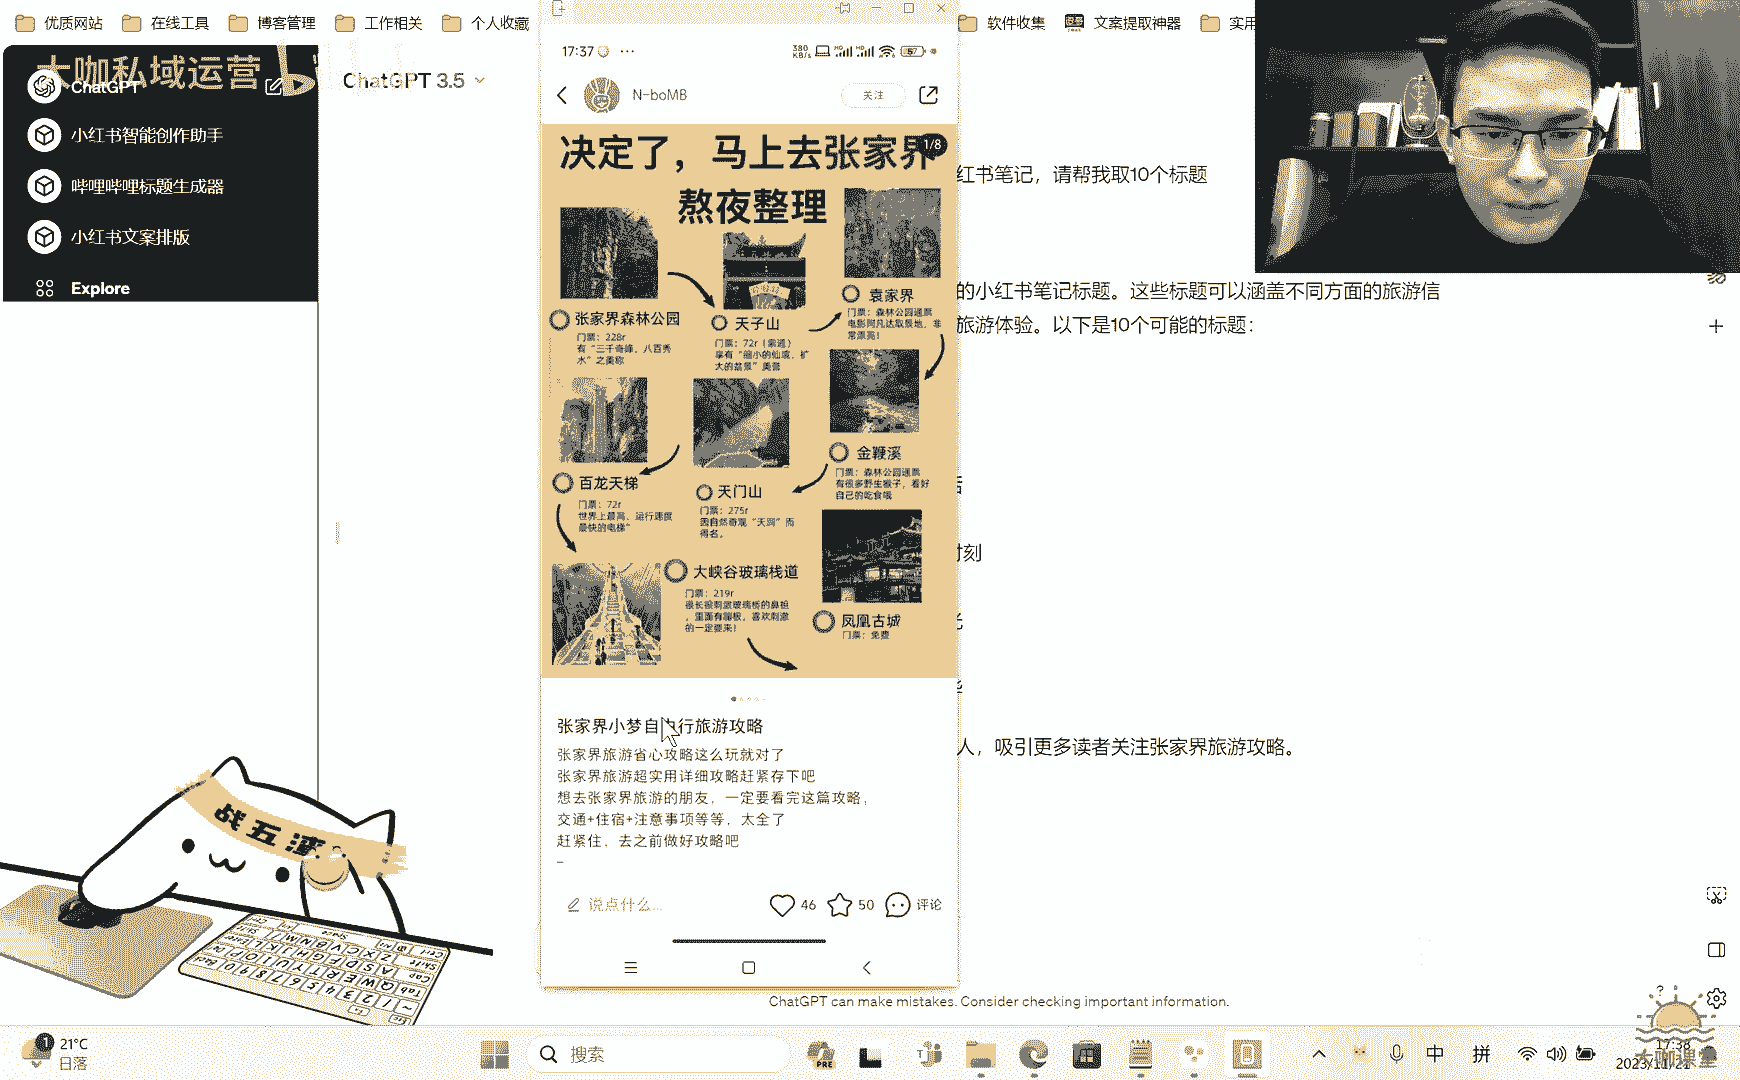 优质网站
在线工具
博客管理
工作相关
个人收藏
软件收集
文案提取神器
实用
大咖私域运营
ChatGPT
小红书智能创作助手
哔哩哔哩标题生成器
小红书文案排版
Explore
ChatGPT 3.5
红书笔记，请帮我取10个标题
的小红书笔记标题。这些标题可以涵盖不同方面的旅游信
旅游体验。以下是10个可能的标题：
时刻
人，吸引更多读者关注张家界旅游攻略。
17:37
380
KB/s
57
N-boMB
关注
1/8
决定了，马上去张家界
熬夜整理
张家界森林公园
门票：228r
有“三千奇峰，八百秀
水”之美称
天子山
门票：72r（索道）
享有“缩小的仙境，扩
大的盆景”美誉
袁家界
门票：森林公园通票
电影阿凡达取景地，非
常漂亮！
金鞭溪
门票：森林公园通票
有很多野生猴子，看好
自己的吃食哦
天门山
门票：275r
因自然奇观“天洞”而
得名。
百龙天梯
门票：72r
世界上最高，运行速度
最快的电梯“
大峡谷玻璃栈道
门票：219r
很长很刺激玻璃桥的鼻祖
，里面有蹦极，喜欢刺激
的一定要来！
凤凰古城
门票：免费
张家界小梦自由行旅游攻略
张家界旅游省心攻略这么玩就对了
张家界旅游超实用详细攻略赶紧存下吧
想去张家界旅游的朋友，一定要看完这篇攻略，
交通+住宿+注意事项等等，太全了
赶紧住，去之前做好攻略吧
说点什么...
46
50
评论
ChatGPT can make mistakes. Consider checking important information.
战五渣
1
21°C
日落
搜索
PRE
中
拼
17:38
2023/11/21
大咖课堂